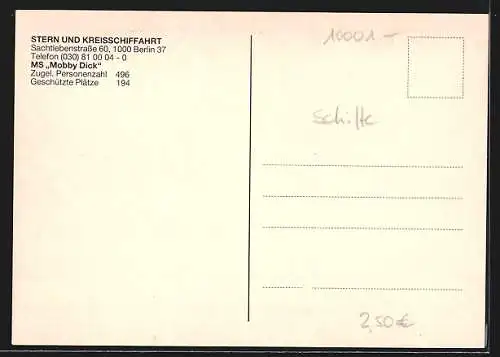 STERN UND KREISSCHIFFAHRT
Sachtlebenstraße 60, 1000 Berlin 37
Telefon (030) 81 00 04 - 0
MS „Mobby Dick“
Zugel. Personenzahl 496
Geschützte Plätze 194
10001-
Schiffe
2,50€